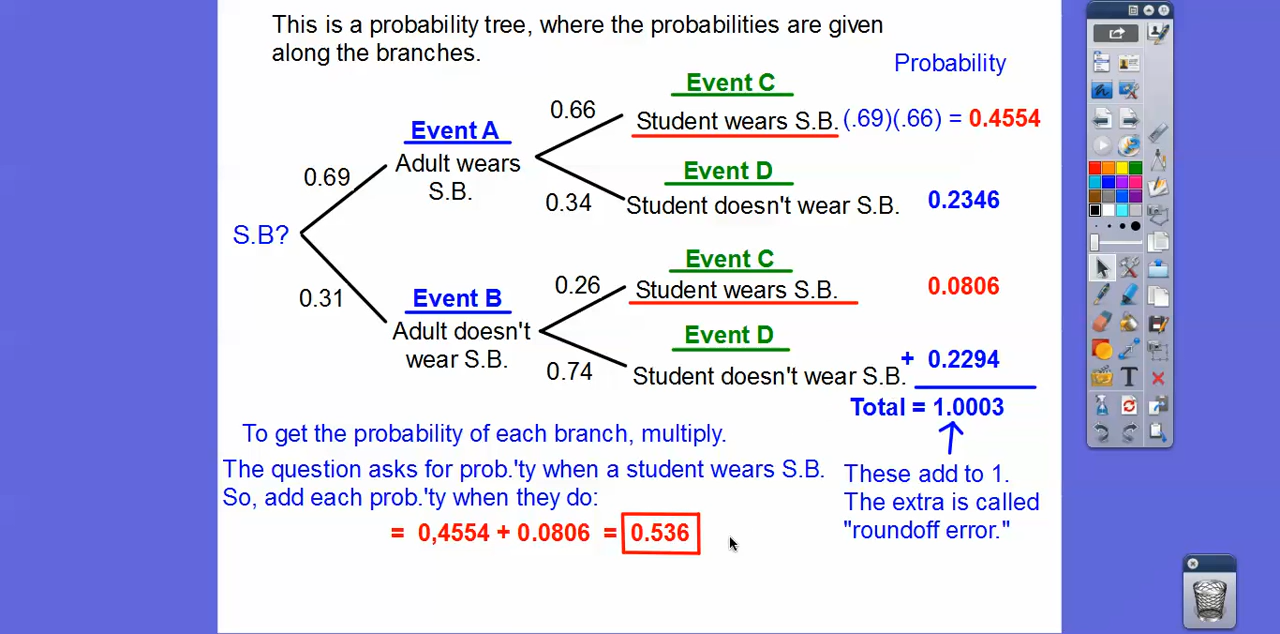 This is a probability tree, where the probabilities are given
along the branches.
Probability
Event C
0.66
Student wears S.B. (.69)(.66) = 0.4554
Event A
Adult wears
S.B.
0.69
Event D
0.34
Student doesn't wear S.B.
0.2346
S.B?
Event C
0.26
Student wears S.B.
0.0806
0.31
Event B
Adult doesn't
wear S.B.
Event D
0.74
Student doesn't wear S.B.
+ 0.2294
Total = 1.0003
To get the probability of each branch, multiply.
The question asks for prob.'ty when a student wears S.B.
So, add each prob.'ty when they do:
= 0,4554 + 0.0806 = 0.536
These add to 1.
The extra is called
"roundoff error."